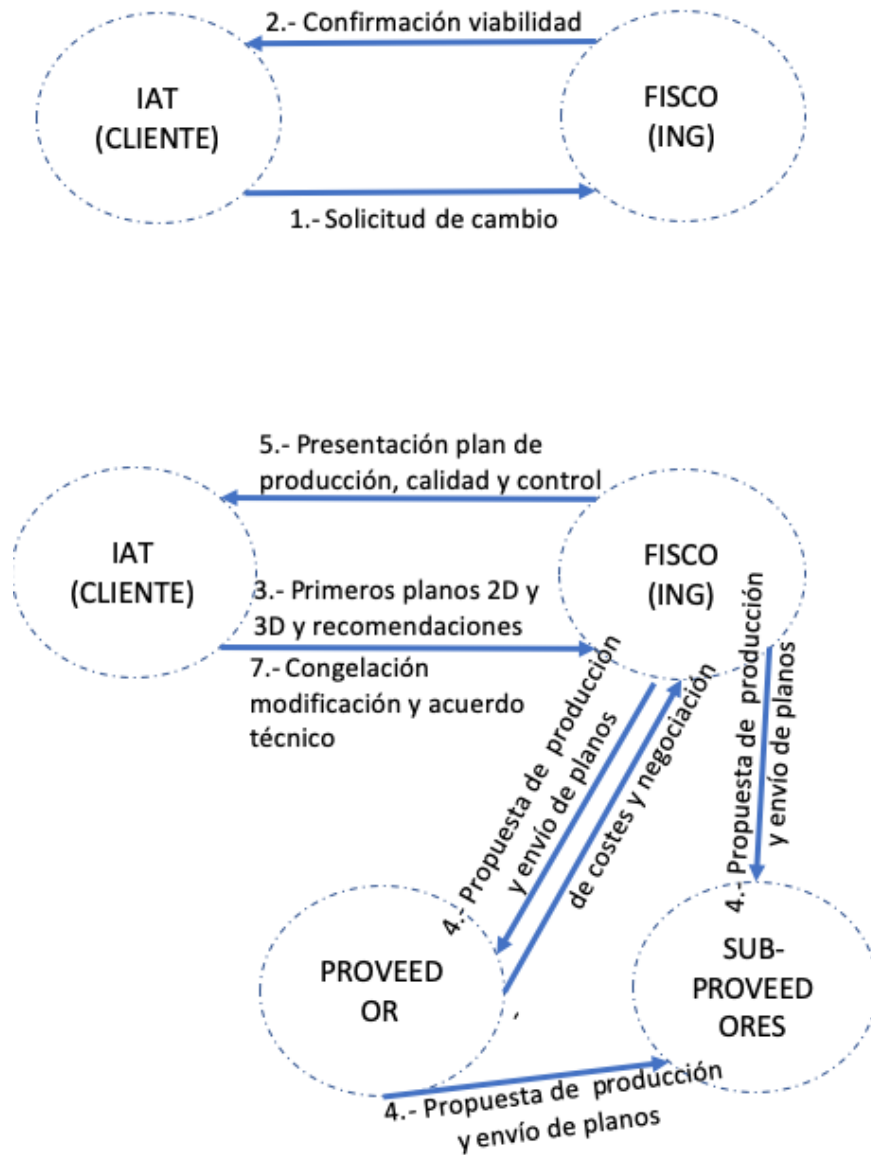 2.- Confirmación viabilidad
IAT
(CLIENTE)
FISCO
(ING)
1.- Solicitud de cambio
5.- Presentación plan de
producción, calidad y control
IAT
(CLIENTE)
FISCO
(ING)
3.- Primeros planos 2D y
3D y recomendaciones
7.- Congelación
modificación y acuerdo
técnico
4.- Propuesta de producción
y envío de planos
de costes y negociación
4.- Propuesta de producción
y envío de planos
PROVEED
OR
SUB-
PROVEED
ORES
4.- Propuesta de producción
y envío de planos